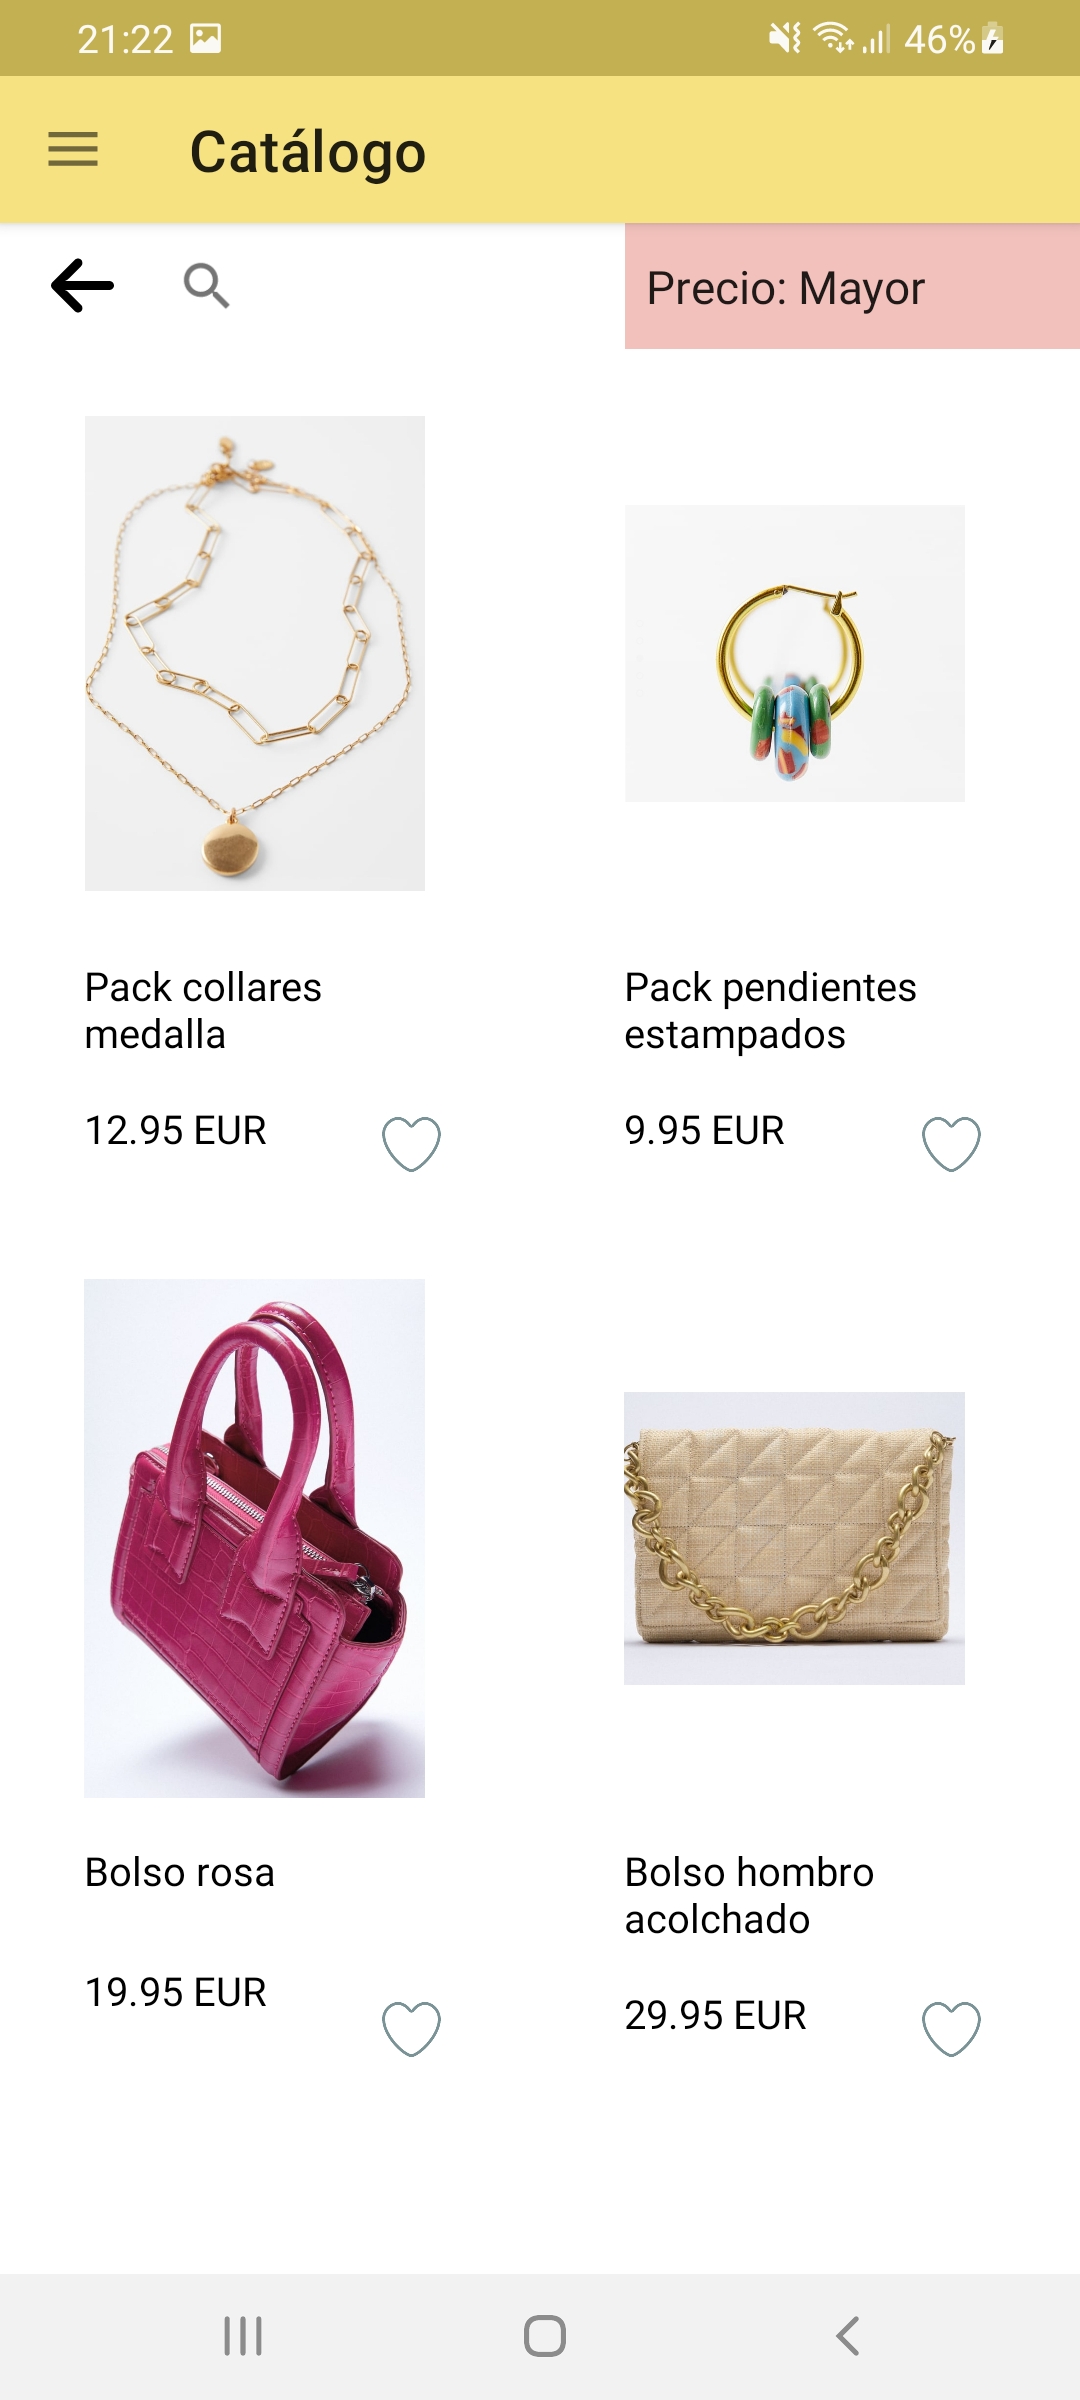 21:22
46%
Catálogo
Precio: Mayor
Pack collares
medalla
12.95 EUR
Pack pendientes
estampados
9.95 EUR
Bolso rosa
19.95 EUR
Bolso hombro
acolchado
29.95 EUR